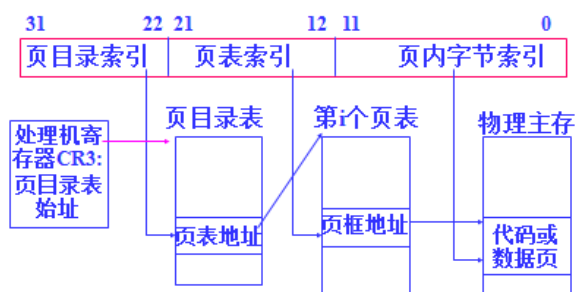 31 22 21 12 11 0
页目录索引 页表索引 页内字节索引
页目录表 第i个页表 物理主存
处理机寄
存器CR3:
页目录表
始址
页表地址 页框地址
代码或
数据页